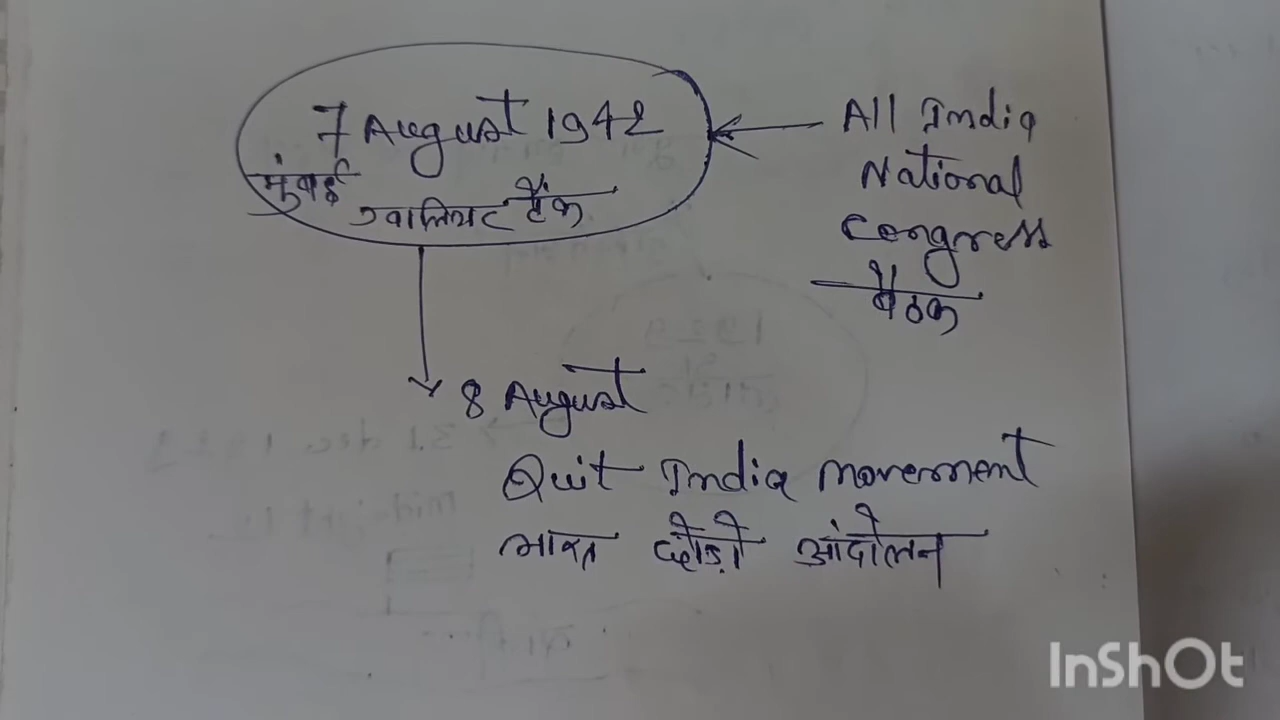 7 August 1942
मुंबई
ग्वालियर टैंक
All India
National
Congress
बैठक
8 August
Quit India movement
भारत छोड़ो आंदोलन
InShOt